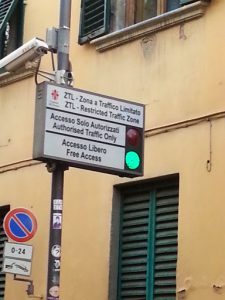 ZTL - Zona a Traffico Limitato
ZTL - Restricted Traffic Zone
Accesso Solo Autorizzati
Authorised Traffic Only
Accesso Libero
Free Access
0-24